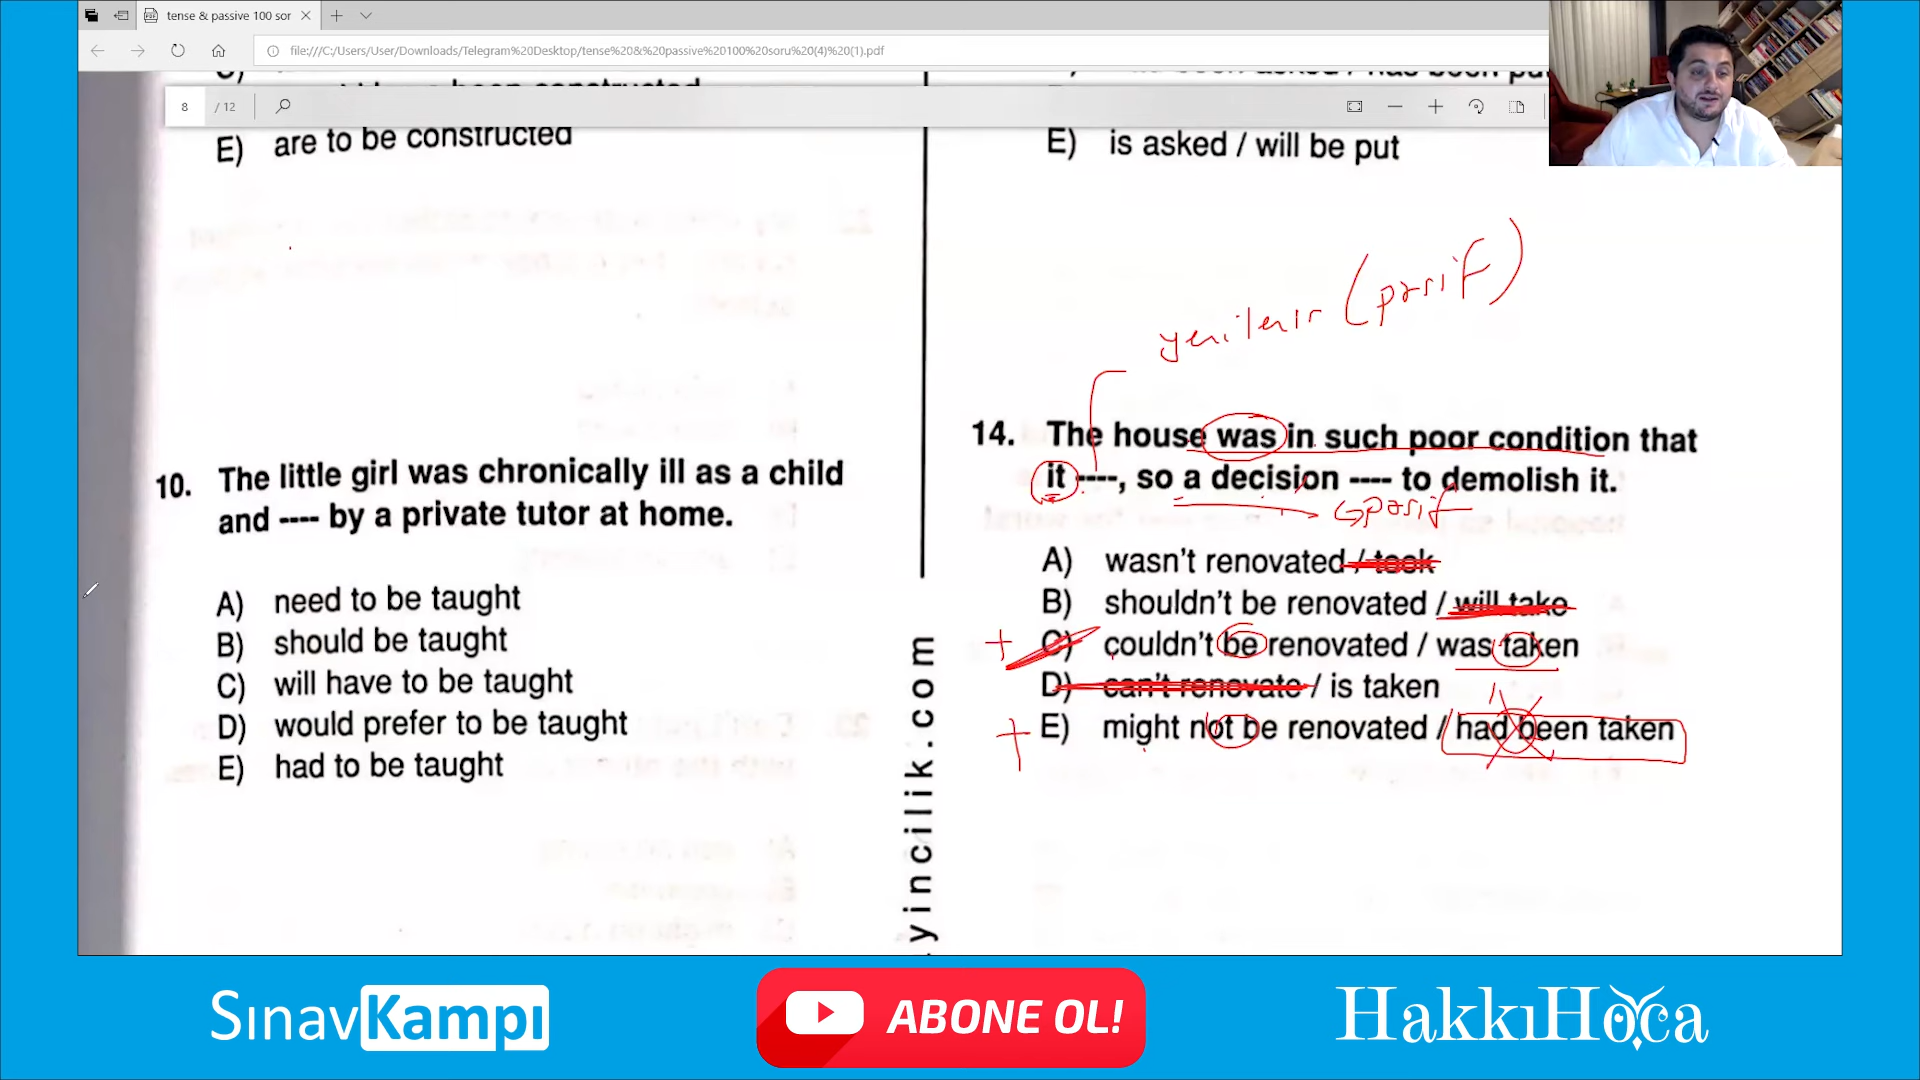 tense & passive 100 sor
file:///C:/Users/User/Downloads/Telegram%20Desktop/tense%20&%20passive%20100%20soru%20(4)%20(1).pdf
8 / 12
E) are to be constructed
10. The little girl was chronically ill as a child
and ---- by a private tutor at home.
A) need to be taught
B) should be taught
C) will have to be taught
D) would prefer to be taught
E) had to be taught
yincilik.com
E) is asked / will be put
yenilenir (pasif)
14. The house was in such poor condition that
it ----, so a decision ---- to demolish it.
pasif
A) wasn't renovated / took
B) shouldn't be renovated / will take
+ C) couldn't be renovated / was taken
D) can't renovate / is taken
+ E) might not be renovated / had been taken
SınavKampı
ABONE OL!
HakkıHoca